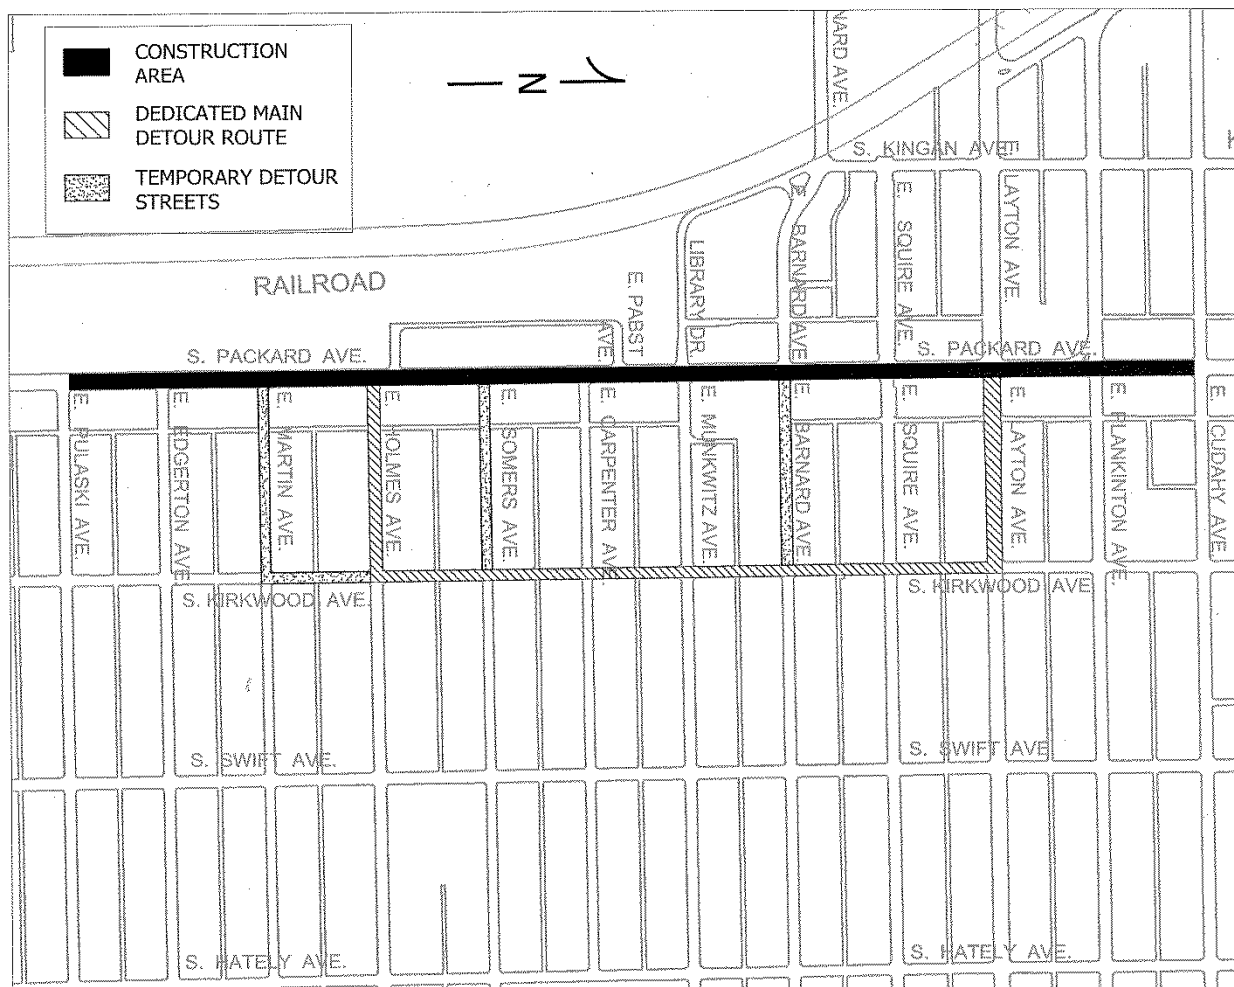 CONSTRUCTION
AREA
DEDICATED MAIN
DETOUR ROUTE
TEMPORARY DETOUR
STREETS
N
NARD AVE.
S. KINGAN AVE.
E. LAYTON AVE.
E. SQUIRE AVE.
BARNARD AVE
LIBRARY DR.
E. PABST
AVE.
RAILROAD
S. PACKARD AVE.
S. PACKARD AVE.
E. PULASKI AVE.
E. EDGERTON AVE
E. MARTIN AVE.
E. HOLMES AVE.
E. SOMERS AVE.
E. CARPENTER AVE.
E. MUNKWITZ AVE.
E. BARNARD AVE
E. SQUIRE AVE.
E. LAYTON AVE.
E. PLANKINTON AVE.
E. CUDAHY AVE.
S. KIRKWOOD AVE.
S. KIRKWOOD AVE
S. SWIFT AVE.
S. SWIFT AVE
S. HATELY AVE.
S. HATELY AVE.